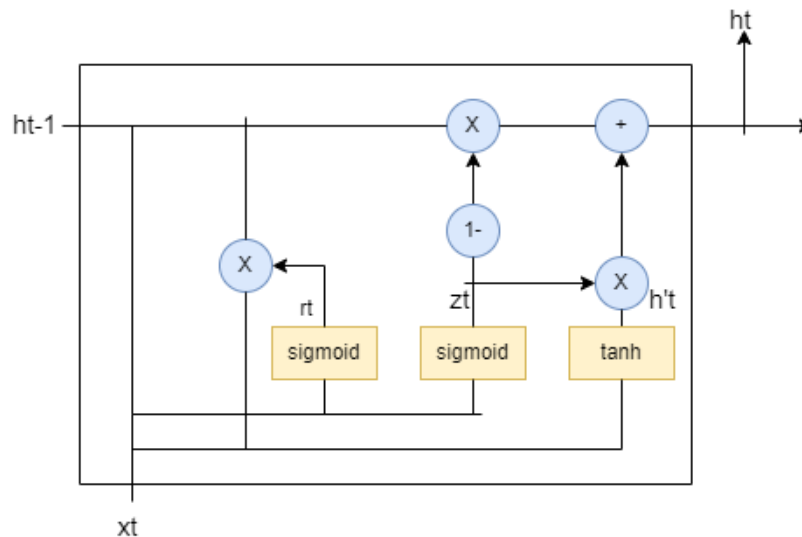 ht
ht-1
X
+
1-
X
X
rt
zt
h't
sigmoid
sigmoid
tanh
xt